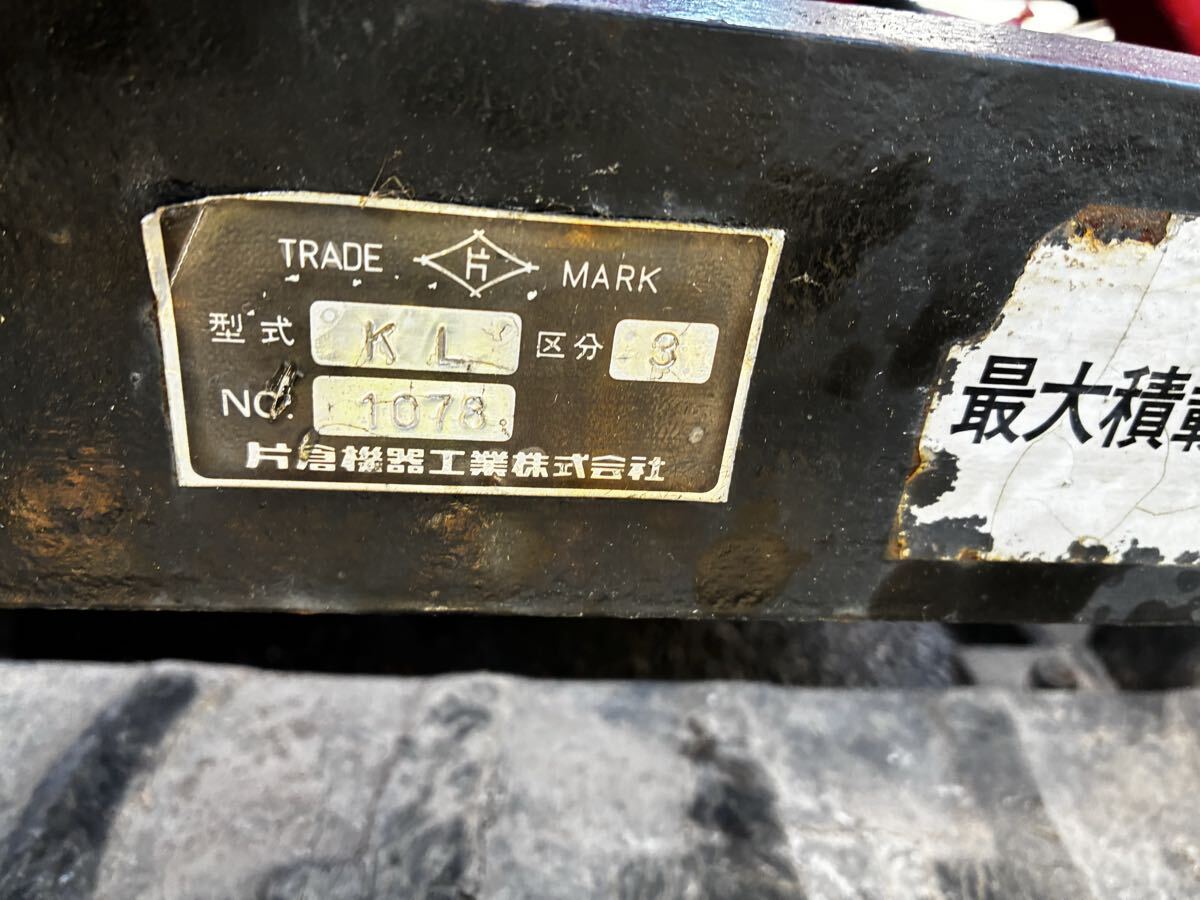 TRADE 片 MARK
型式 KL 区分 3
NO. 1078
片倉機器工業株式会社
最大積載